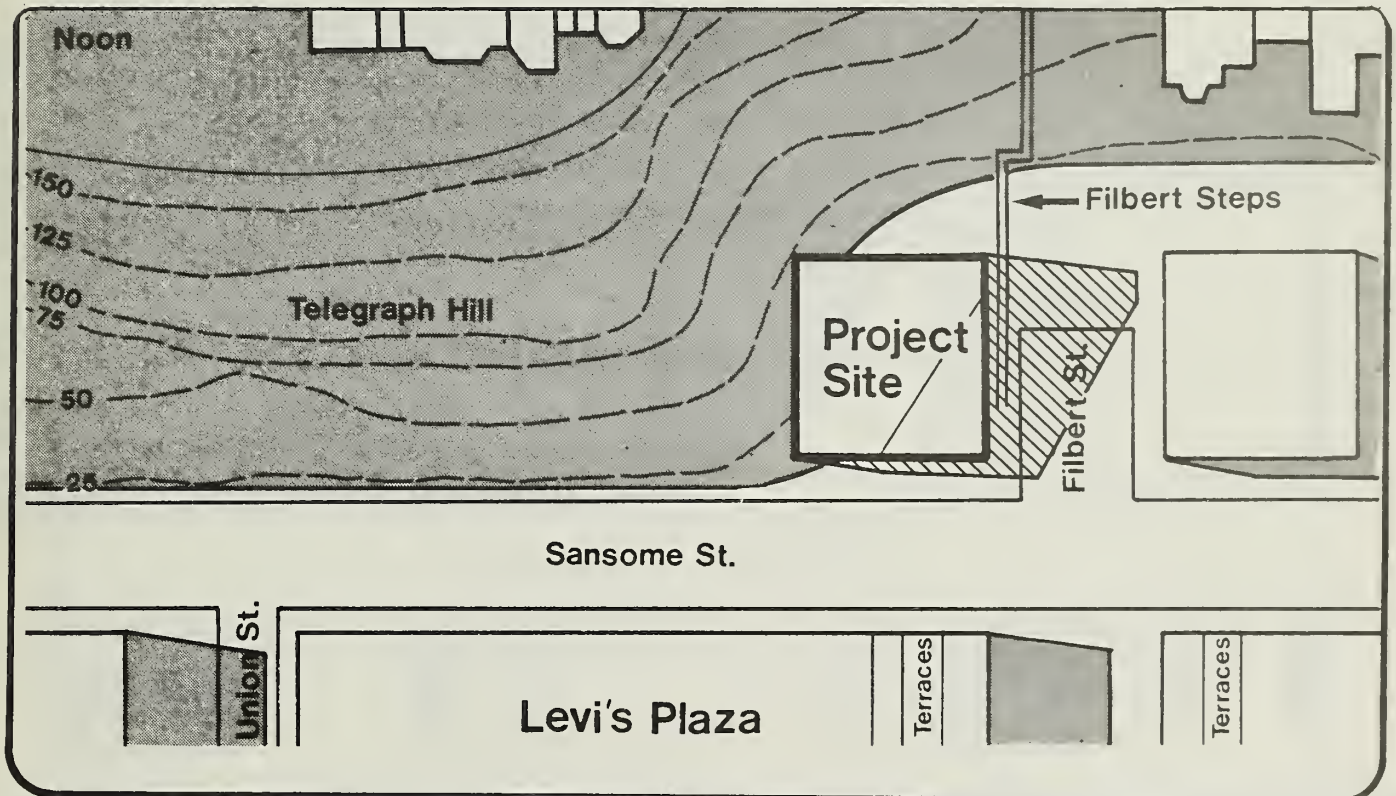 Noon
150
125
100
75
50
25
Telegraph Hill
Filbert Steps
Project
Site
Filbert St.
Sansome St.
Union St.
Levi's Plaza
Terraces
Terraces